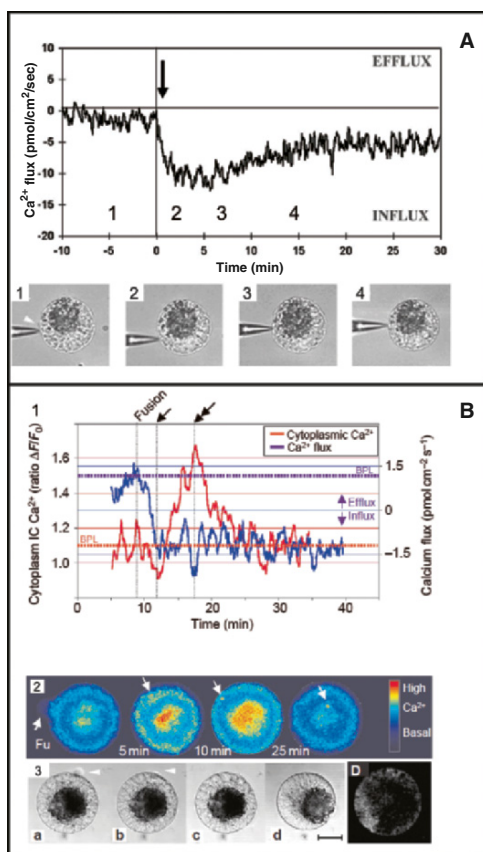 A
Ca2+ flux (pmol/cm2/sec)
10
5
0
-5
-10
-15
-20
EFFLUX
INFLUX
1 2 3 4
-10 -5 0 5 10 15 20 25 30
Time (min)
1 2 3 4
B
1
Fusion
Cytoplasmic Ca2+
Ca2+ flux
Cytoplasm IC Ca2+ (ratio ΔF/F0)
1.6
1.4
1.2
1.0
BPL
BPL
Efflux
Influx
1.5
0
−1.5
Calcium flux (pmol cm−2 s−1)
0 10 20 30 40
Time (min)
2
Fu
5 min 10 min 25 min
High
Ca2+
Basal
3
a b c d D